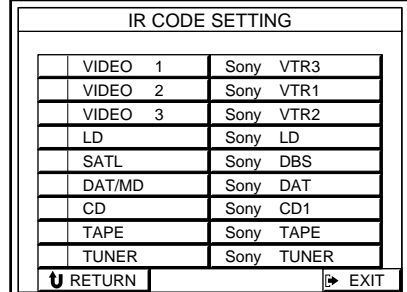 IR CODE SETTING
VIDEO 1 Sony VTR3
VIDEO 2 Sony VTR1
VIDEO 3 Sony VTR2
LD Sony LD
SATL Sony DBS
DAT/MD Sony DAT
CD Sony CD1
TAPE Sony TAPE
TUNER Sony TUNER
RETURN EXIT